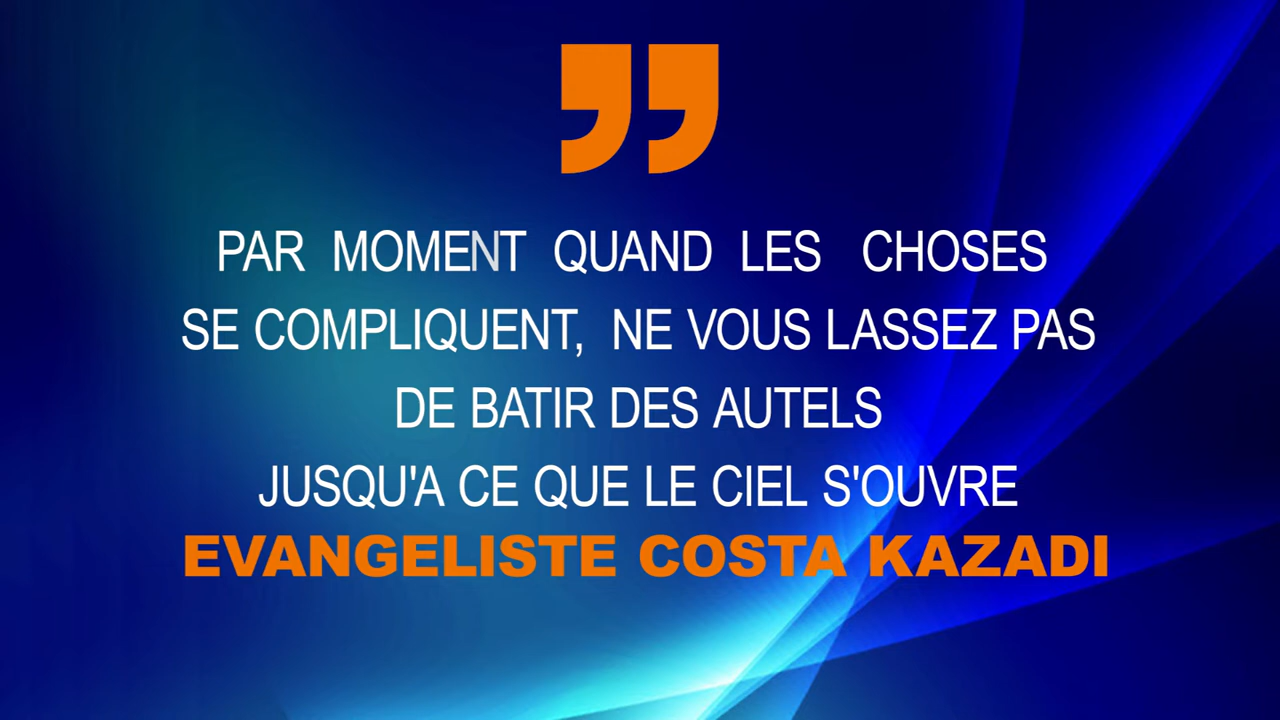 PAR MOMENT QUAND LES CHOSES
SE COMPLIQUENT, NE VOUS LASSEZ PAS
DE BATIR DES AUTELS
JUSQU'A CE QUE LE CIEL S'OUVRE
EVANGELISTE COSTA KAZADI